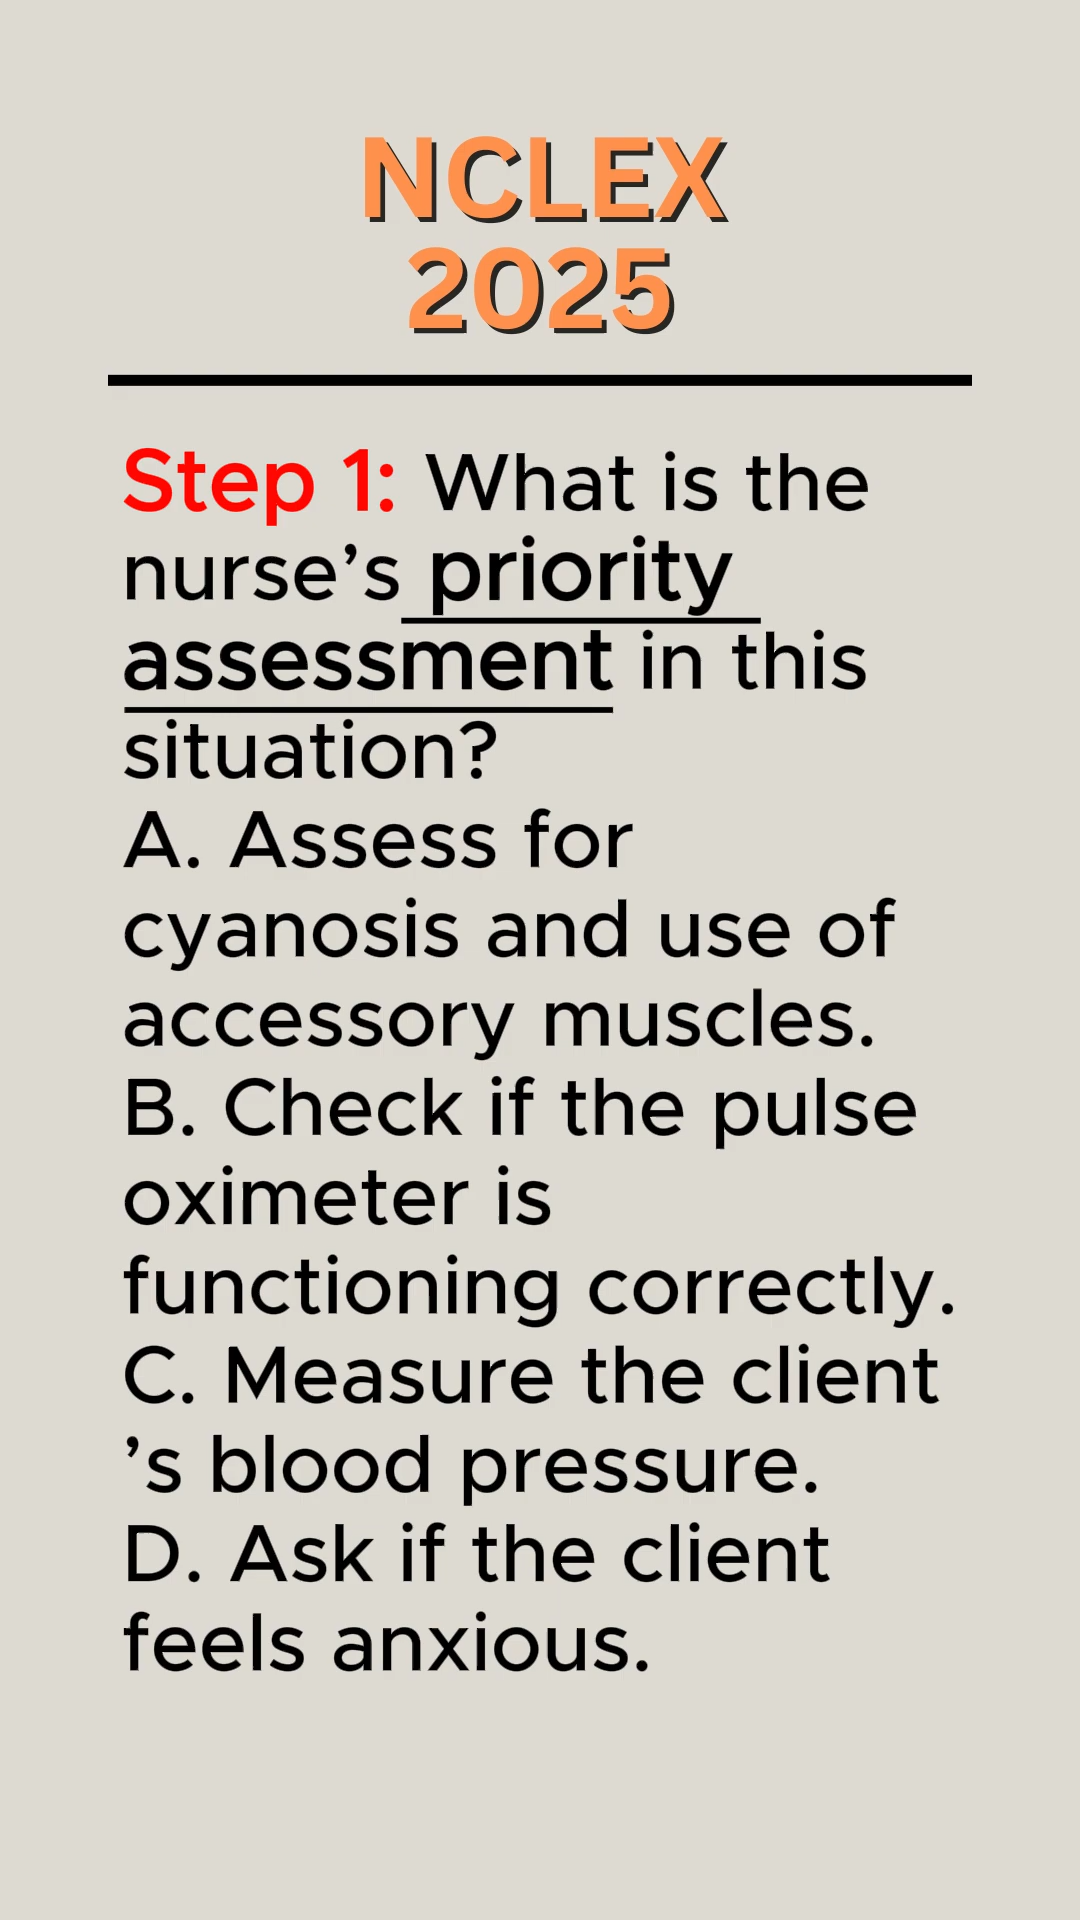 NCLEX
2025
Step 1: What is the
nurse’s priority
assessment in this
situation?
A. Assess for
cyanosis and use of
accessory muscles.
B. Check if the pulse
oximeter is
functioning correctly.
C. Measure the client
’s blood pressure.
D. Ask if the client
feels anxious.